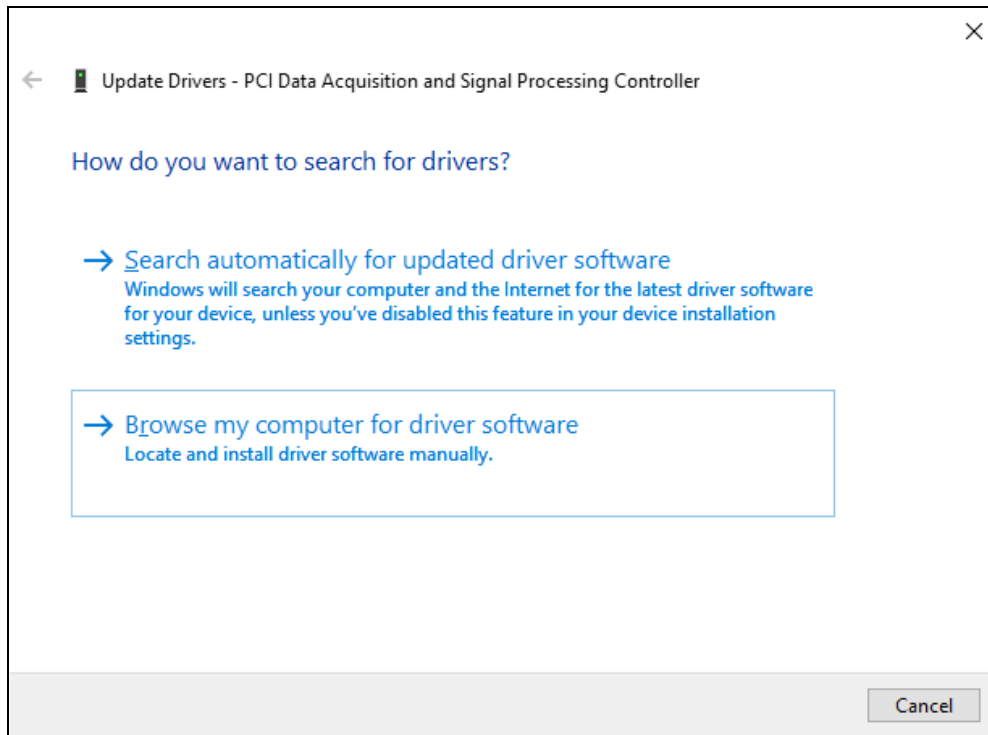 Update Drivers - PCI Data Acquisition and Signal Processing Controller
How do you want to search for drivers?
Search automatically for updated driver software
Windows will search your computer and the Internet for the latest driver software
for your device, unless you've disabled this feature in your device installation
settings.
Browse my computer for driver software
Locate and install driver software manually.
Cancel